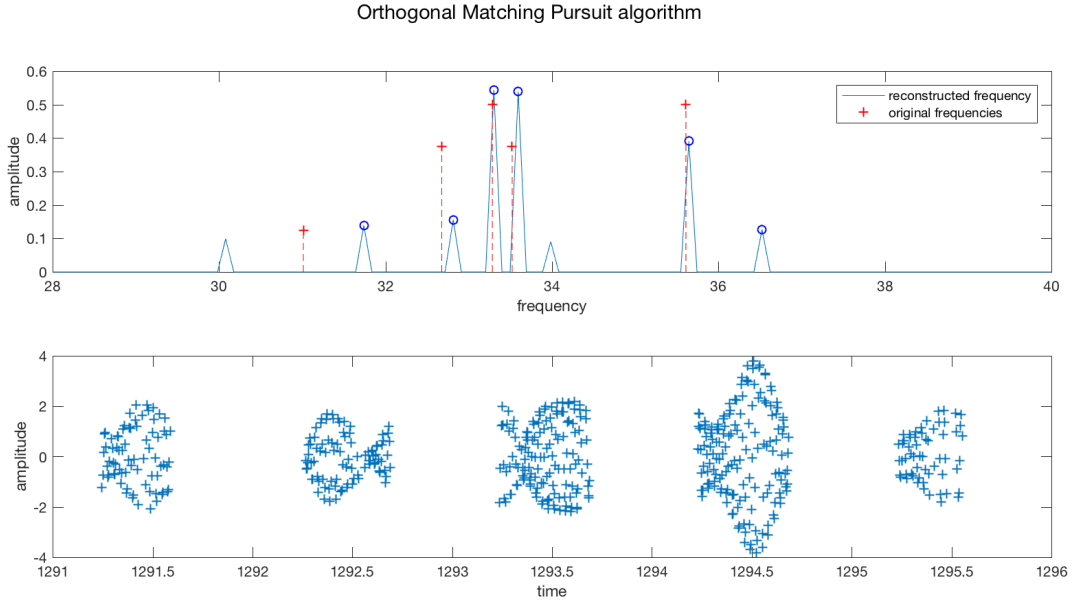 Orthogonal Matching Pursuit algorithm
0.6
0.5
0.4
0.3
0.2
0.1
0
amplitude
reconstructed frequency
original frequencies
28 30 32 34 36 38 40
frequency
4
2
0
-2
-4
amplitude
1291 1291.5 1292 1292.5 1293 1293.5 1294 1294.5 1295 1295.5 1296
time